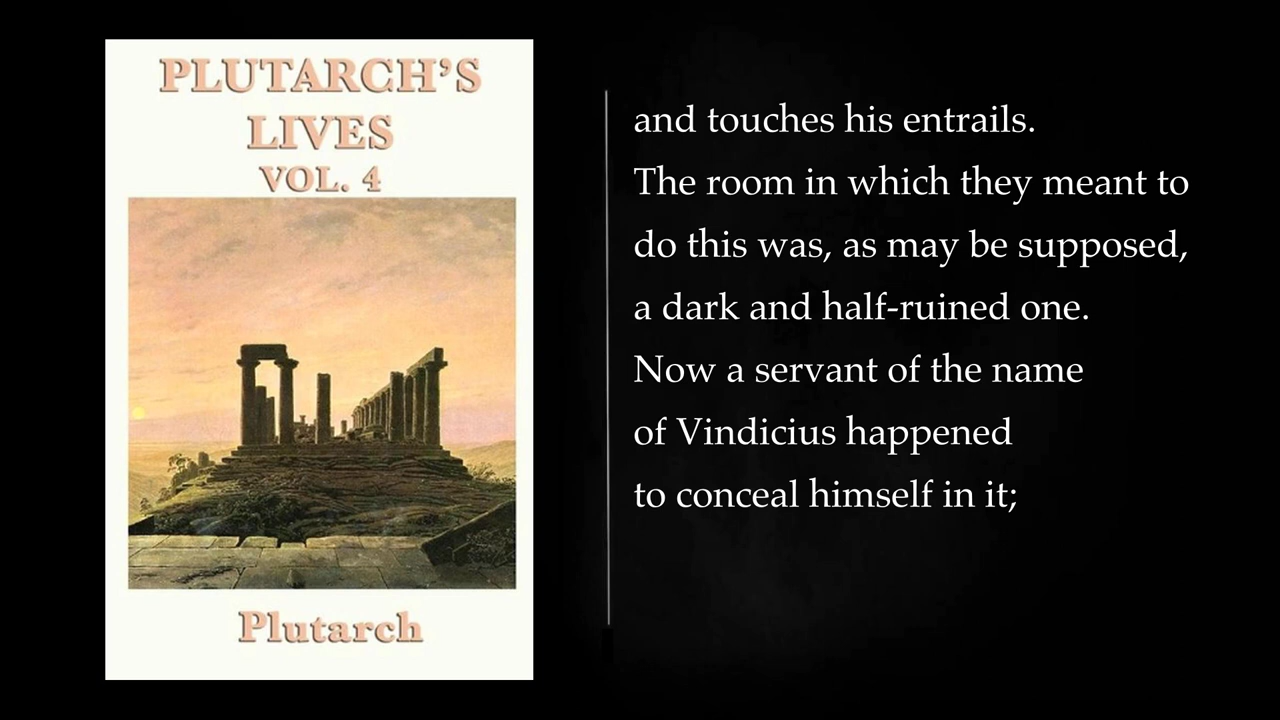 PLUTARCH'S
LIVES
VOL. 4
Plutarch
and touches his entrails.
The room in which they meant to
do this was, as may be supposed,
a dark and half-ruined one.
Now a servant of the name
of Vindicius happened
to conceal himself in it;